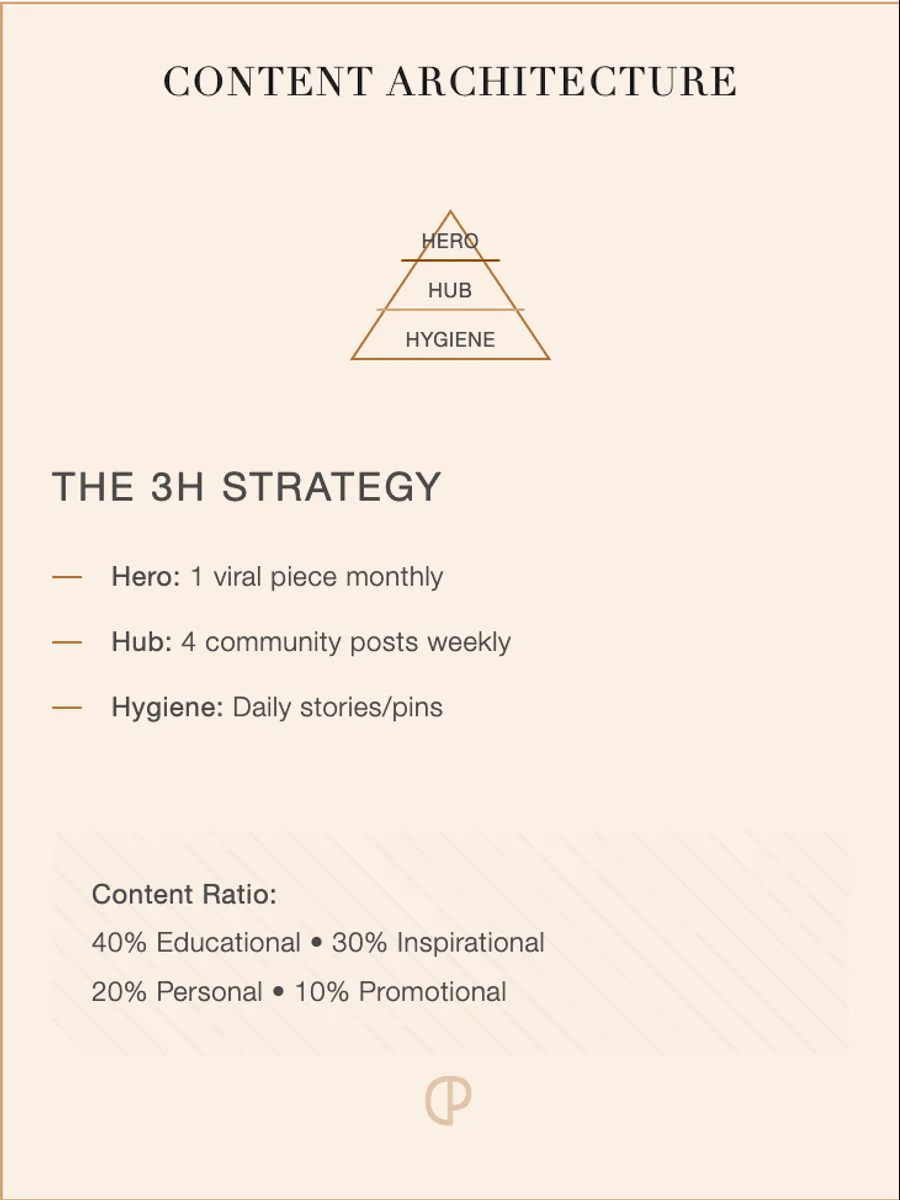 CONTENT ARCHITECTURE
HERO
HUB
HYGIENE
THE 3H STRATEGY
— Hero: 1 viral piece monthly
— Hub: 4 community posts weekly
— Hygiene: Daily stories/pins
Content Ratio:
40% Educational • 30% Inspirational
20% Personal • 10% Promotional